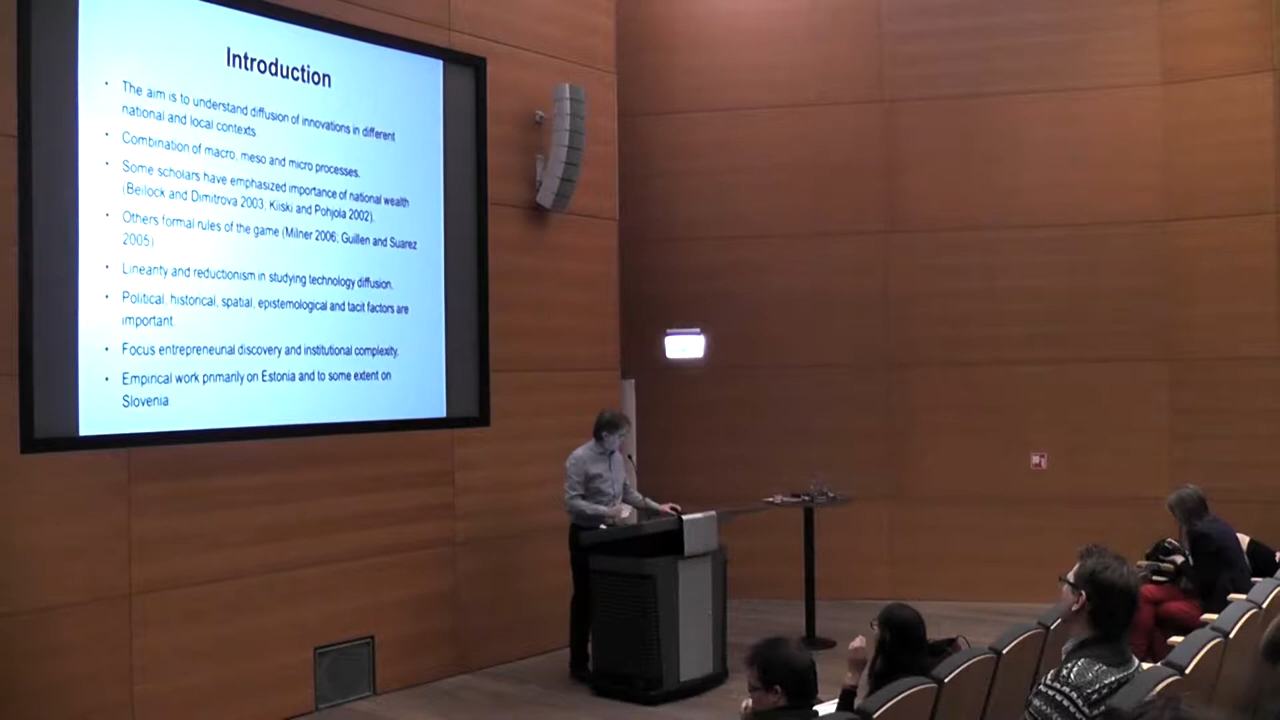 Introduction
• The aim is to understand diffusion of innovations in different
national and local contexts.
• Combination of macro, meso and micro processes.
• Some scholars have emphasized importance of national wealth
(Beilock and Dimitrova 2003, Kiiski and Pohjola 2002).
• Others formal rules of the game (Milner 2006; Guillen and Suarez
2005)
• Linearity and reductionism in studying technology diffusion.
• Political, historical, spatial, epistemological and tacit factors are
important.
• Focus entrepreneurial discovery and institutional complexity.
• Empirical work primarily on Estonia and to some extent on
Slovenia.